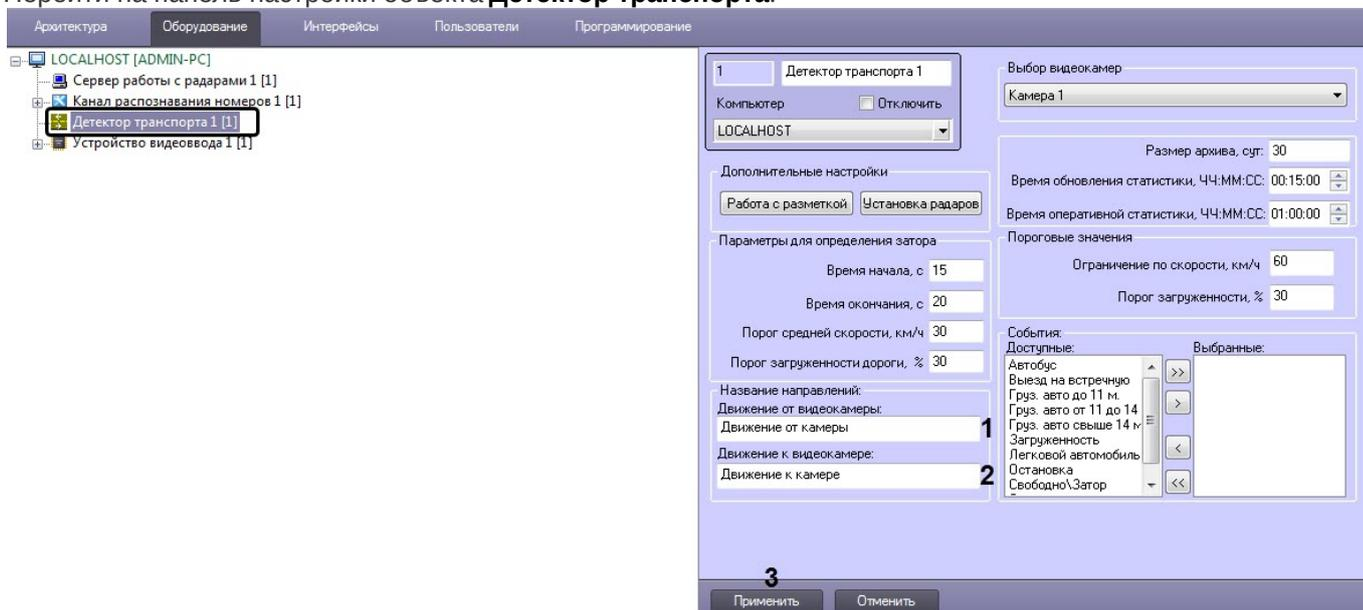 Перейти на панель настройки объекта Детектор транспорта.
Архитектура Оборудование Интерфейсы Пользователи Программирование
LOCALHOST [ADMIN-PC]
Сервер работы с радарами 1 [1]
Канал распознавания номеров 1 [1]
Детектор транспорта 1 [1]
Устройство видеоввода 1 [1]
1 Детектор транспорта 1
Компьютер Отключить
LOCALHOST
Дополнительные настройки
Работа с разметкой Установка радаров
Параметры для определения затора
Время начала, с 15
Время окончания, с 20
Порог средней скорости, км/ч 30
Порог загруженности дороги, % 30
Название направлений:
Движение от видеокамеры:
Движение от камеры 1
Движение к видеокамере:
Движение к камере 2
Выбор видеокамер
Камера 1
Размер архива, сут: 30
Время обновления статистики, ЧЧ:ММ:СС: 00:15:00
Время оперативной статистики, ЧЧ:ММ:СС: 01:00:00
Пороговые значения
Ограничение по скорости, км/ч 60
Порог загруженности, % 30
События:
Доступные: Выбранные:
Автобус
Выезд на встречную
Груз. авто до 11 м.
Груз. авто от 11 до 14
Груз. авто свыше 14 м
Загруженность
Легковой автомобиль
Остановка
Свободно\Затор
>>
>
<
<<
3
Применить Отменить